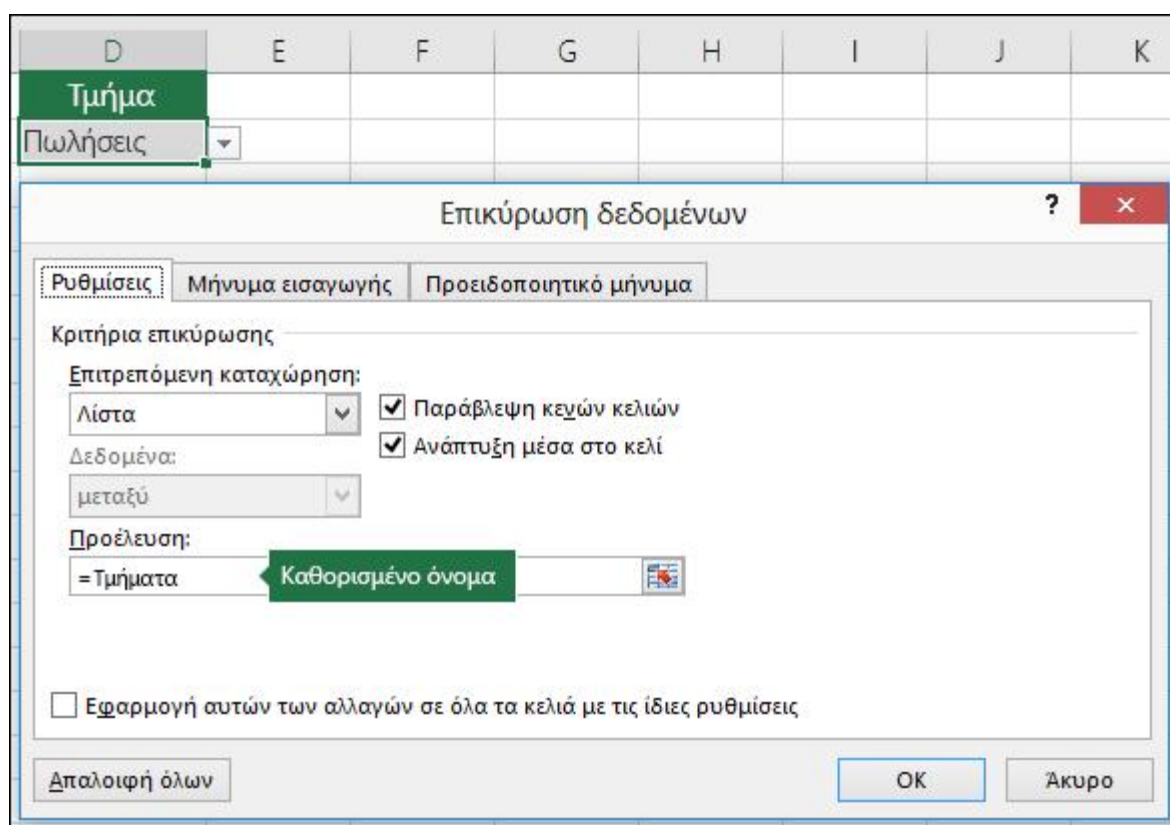 D E F G H I J K
Τμήμα
Πωλήσεις
Επικύρωση δεδομένων ? ×
Ρυθμίσεις Μήνυμα εισαγωγής Προειδοποιητικό μήνυμα
Κριτήρια επικύρωσης
Επιτρεπόμενη καταχώρηση:
Λίστα Παράβλεψη κενών κελιών
Ανάπτυξη μέσα στο κελί
Δεδομένα:
μεταξύ
Προέλευση:
=Τμήματα Καθορισμένο όνομα
Εφαρμογή αυτών των αλλαγών σε όλα τα κελιά με τις ίδιες ρυθμίσεις
Απαλοιφή όλων OK Άκυρο